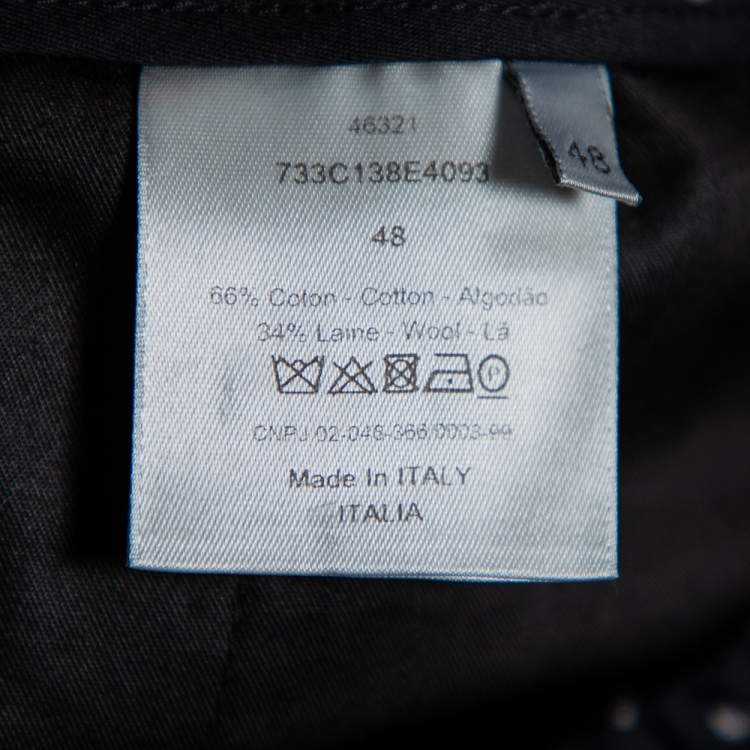 46321
733C138E4093
48
48
66% Coton - Cotton - Algodão
34% Laine - Wool - Lã
P
CNPJ 02-046-366/0003-99
Made In ITALY
ITALIA